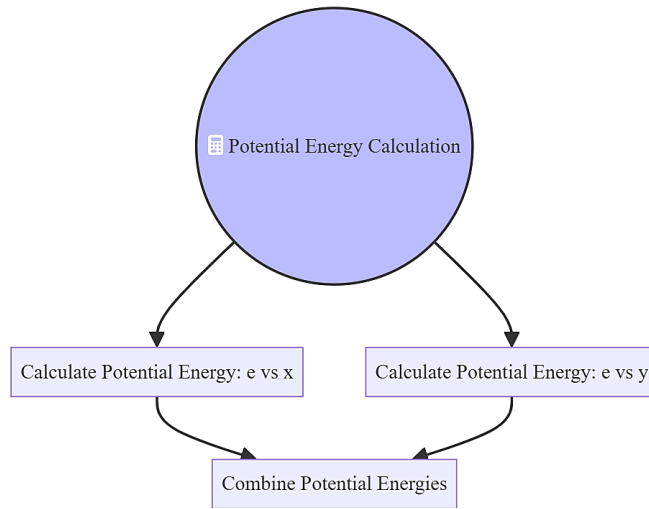 Potential Energy Calculation
Calculate Potential Energy: e vs x
Calculate Potential Energy: e vs y
Combine Potential Energies